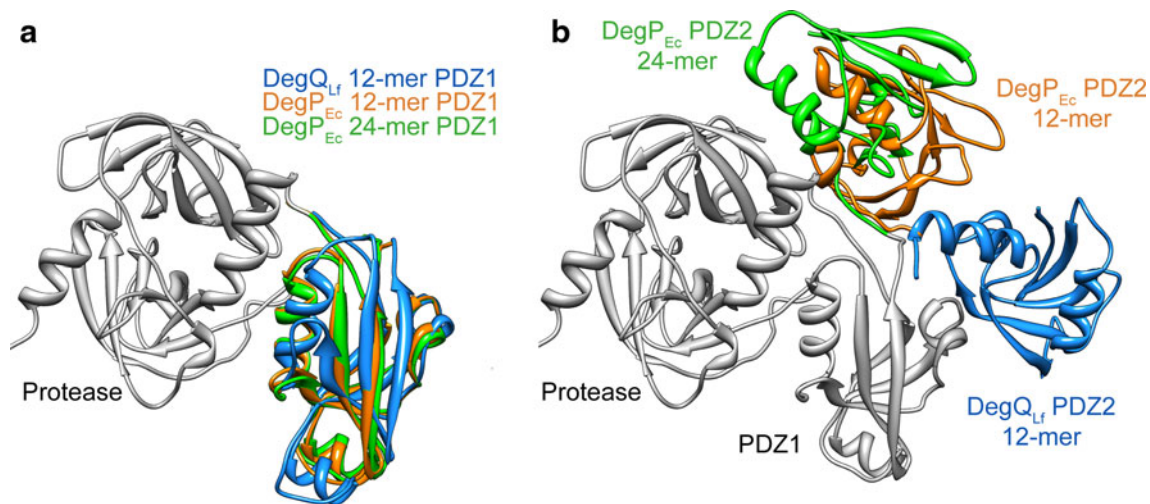 a
DegQLf 12-mer PDZ1
DegPEc 12-mer PDZ1
DegPEc 24-mer PDZ1
Protease
b
DegPEc PDZ2
24-mer
DegPEc PDZ2
12-mer
Protease
PDZ1
DegQLf PDZ2
12-mer